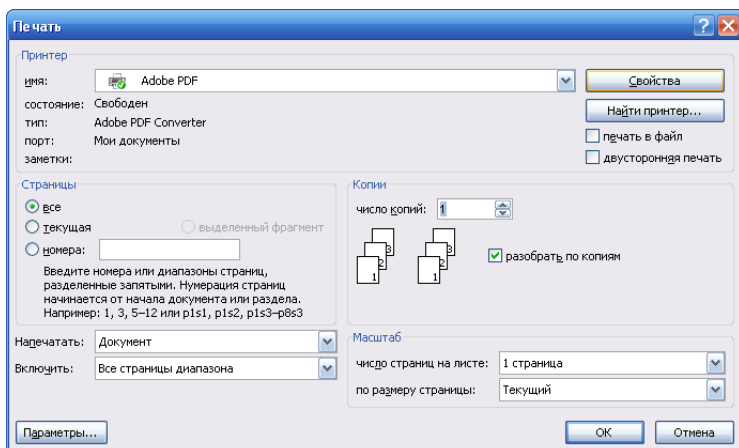 Печать
Принтер
имя: Adobe PDF
Свойства
состояние: Свободен
Найти принтер...
тип: Adobe PDF Converter
порт: Мои документы
печать в файл
заметки:
двусторонняя печать
Страницы
все
текущая
выделенный фрагмент
номера:
Введите номера или диапазоны страниц,
разделенные запятыми. Нумерация страниц
начинается от начала документа или раздела.
Например: 1, 3, 5–12 или p1s1, p1s2, p1s3–p8s3
Копии
число копий: 1
3 3
2 2
1 1
разобрать по копиям
Напечатать: Документ
Включить: Все страницы диапазона
Масштаб
число страниц на листе: 1 страница
по размеру страницы: Текущий
Параметры...
ОК
Отмена